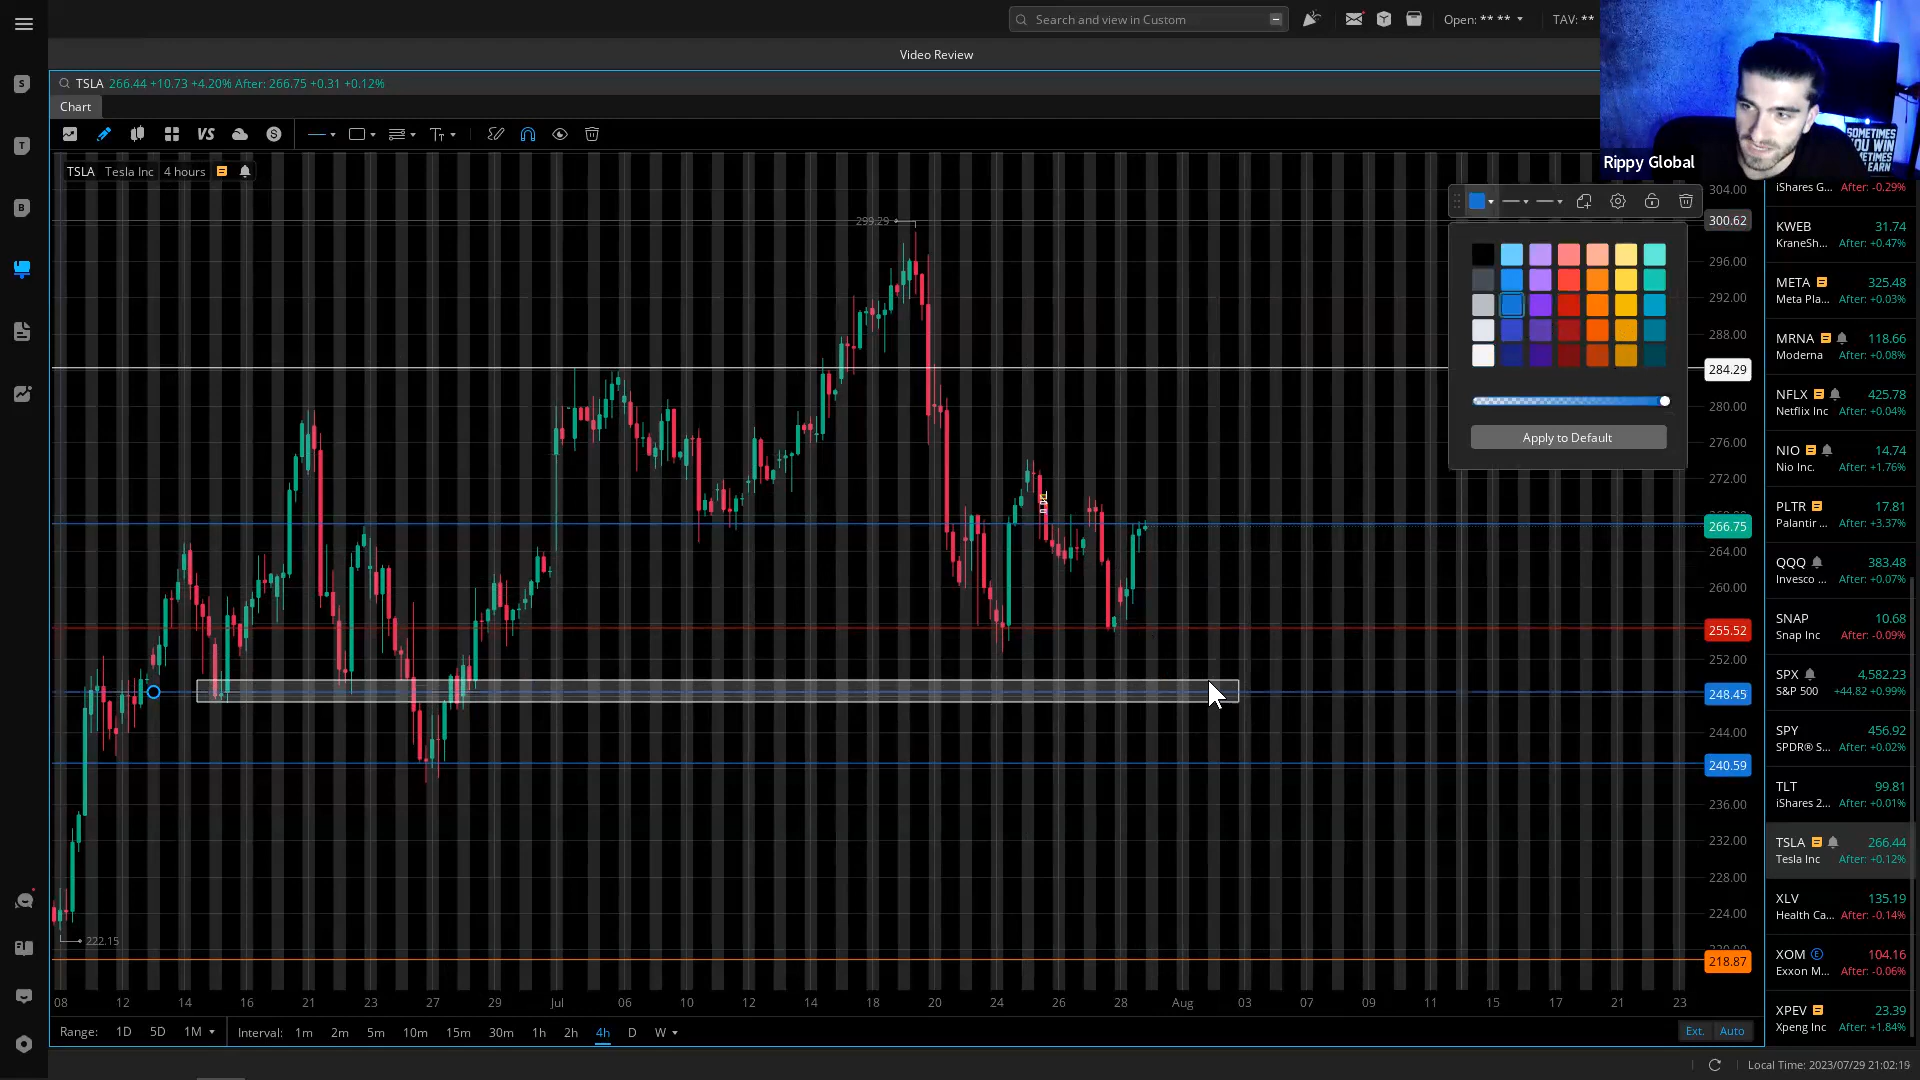 Search and view in Custom
Open: ** **
TAV: **
Video Review
TSLA 266.44 +10.73 +4.20% After: 266.75 +0.31 +0.12%
Chart
VS
S
T
B
TSLA Tesla Inc 4 hours
Rippy Global
SOMETIMES
YOU WIN
299.29
222.15
304.00
300.62
296.00
292.00
288.00
284.29
280.00
276.00
272.00
266.75
264.00
260.00
255.52
252.00
248.45
244.00
240.59
236.00
232.00
228.00
224.00
218.87
Apply to Default
08 12 14 16 21 23 27 29 Jul 06 10 12 14 18 20 24 26 28 Aug 03 07 09 11 15 17 21 23
Range: 1D 5D 1M Interval: 1m 2m 5m 10m 15m 30m 1h 2h 4h D W
Ext. Auto
iShares G... After: -0.29%
KWEB 31.74
KraneSh... After: +0.47%
META 325.48
Meta Pla... After: +0.03%
MRNA 118.66
Moderna After: +0.08%
NFLX 425.78
Netflix Inc After: +0.04%
NIO 14.74
Nio Inc. After: +1.76%
PLTR 17.81
Palantir ... After: +3.37%
QQQ 383.48
Invesco ... After: +0.07%
SNAP 10.68
Snap Inc After: -0.09%
SPX 4,582.23
S&P 500 +44.82 +0.99%
SPY 456.92
SPDR® S... After: +0.02%
TLT 99.81
iShares 2... After: +0.01%
TSLA 266.44
Tesla Inc After: +0.12%
XLV 135.19
Health Ca... After: -0.14%
XOM E 104.16
Exxon M... After: -0.06%
XPEV 23.39
Xpeng Inc After: +1.84%
Local Time: 2023/07/29 21:02:19